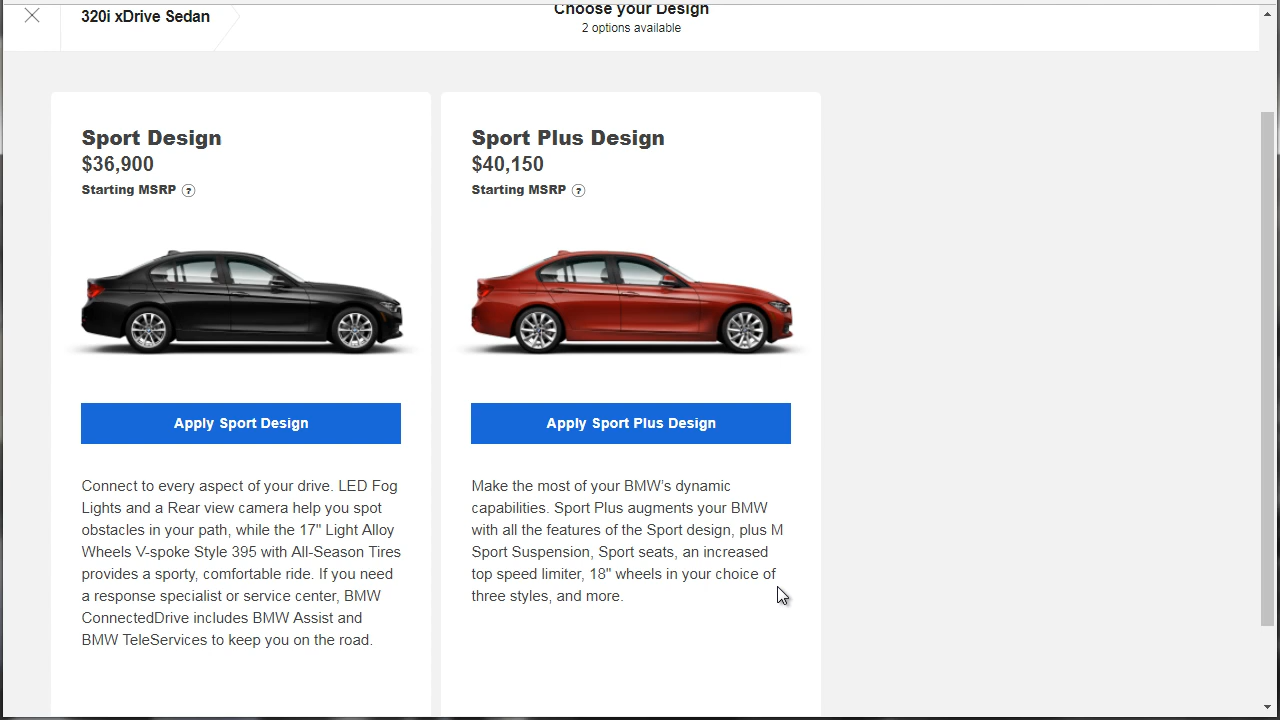 320i xDrive Sedan
Choose your Design
2 options available
Sport Design
$36,900
Starting MSRP ?
Apply Sport Design
Connect to every aspect of your drive. LED Fog
Lights and a Rear view camera help you spot
obstacles in your path, while the 17" Light Alloy
Wheels V-spoke Style 395 with All-Season Tires
provides a sporty, comfortable ride. If you need
a response specialist or service center, BMW
ConnectedDrive includes BMW Assist and
BMW TeleServices to keep you on the road.
Sport Plus Design
$40,150
Starting MSRP ?
Apply Sport Plus Design
Make the most of your BMW's dynamic
capabilities. Sport Plus augments your BMW
with all the features of the Sport design, plus M
Sport Suspension, Sport seats, an increased
top speed limiter, 18" wheels in your choice of
three styles, and more.